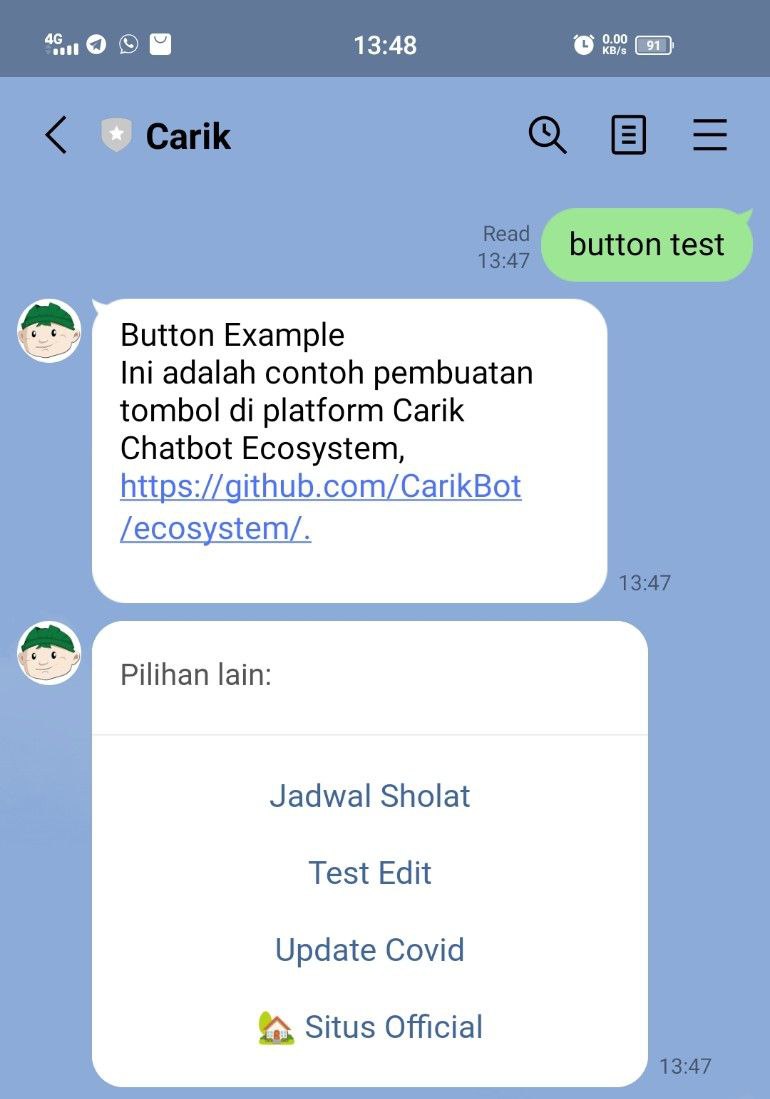 4G 13:48 0.00 KB/s 91
Carik
Read
13:47
button test
Button Example
Ini adalah contoh pembuatan
tombol di platform Carik
Chatbot Ecosystem,
https://github.com/CarikBot
/ecosystem/.
13:47
Pilihan lain:
Jadwal Sholat
Test Edit
Update Covid
🏡 Situs Official
13:47